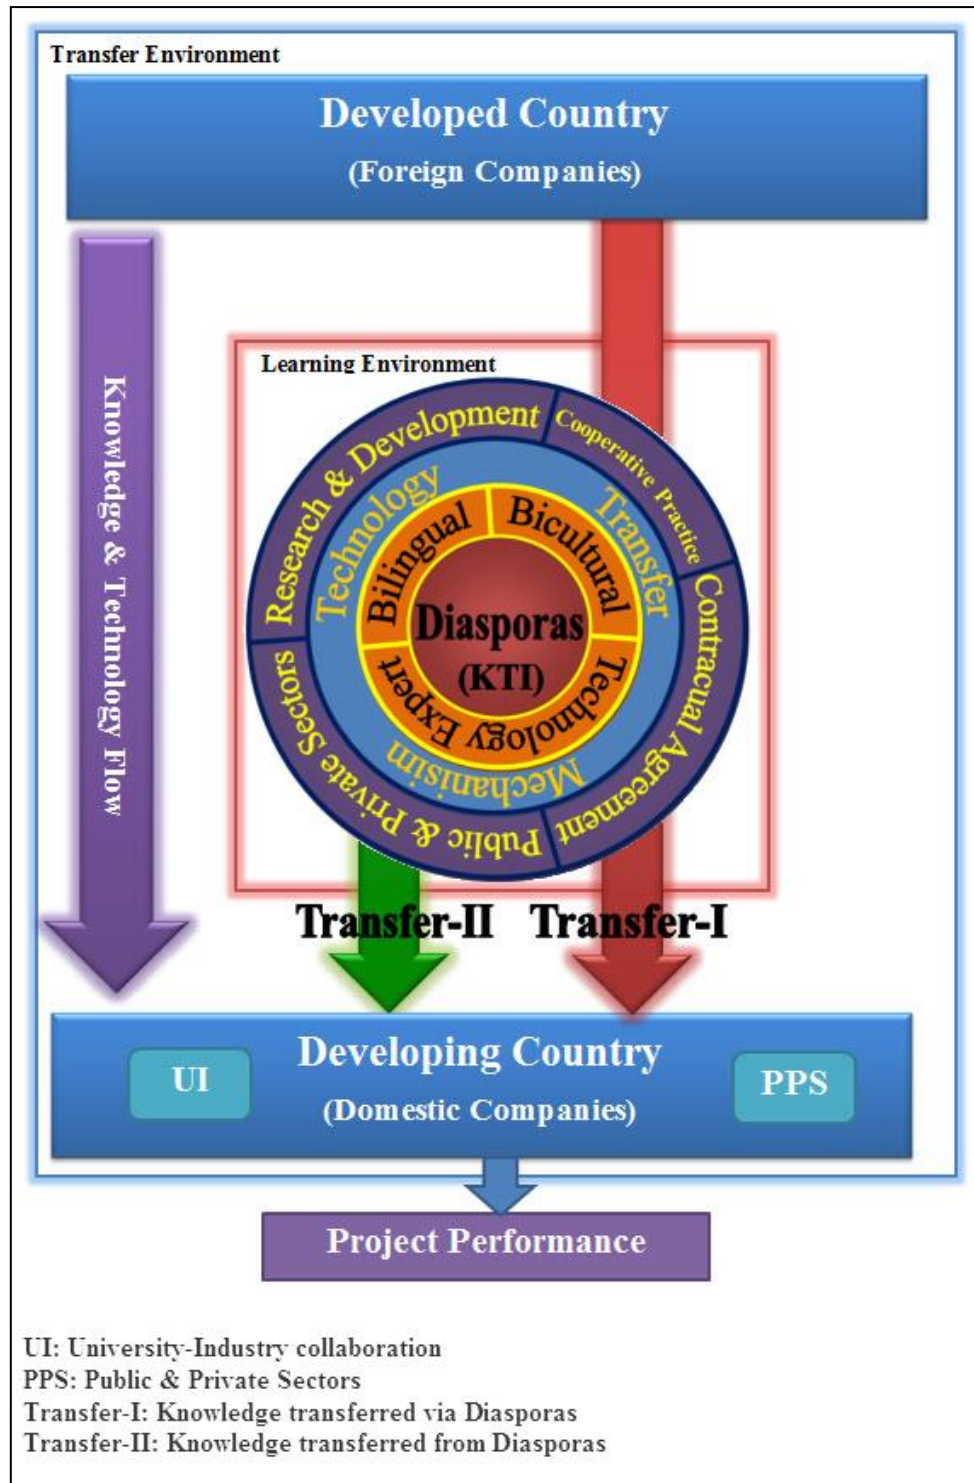 Transfer Environment
Developed Country
(Foreign Companies)
Knowledge & Technology Flow
Learning Environment
Research & Development
Cooperative Practice
Contracual Agreement
Public & Private Sectors
Technology
Transfer
Mechanisim
Bilingual
Bicultural
Technology Expert
Diasporas
(KTI)
Transfer-II
Transfer-I
Developing Country
(Domestic Companies)
UI
PPS
Project Performance
UI: University-Industry collaboration
PPS: Public & Private Sectors
Transfer-I: Knowledge transferred via Diasporas
Transfer-II: Knowledge transferred from Diasporas